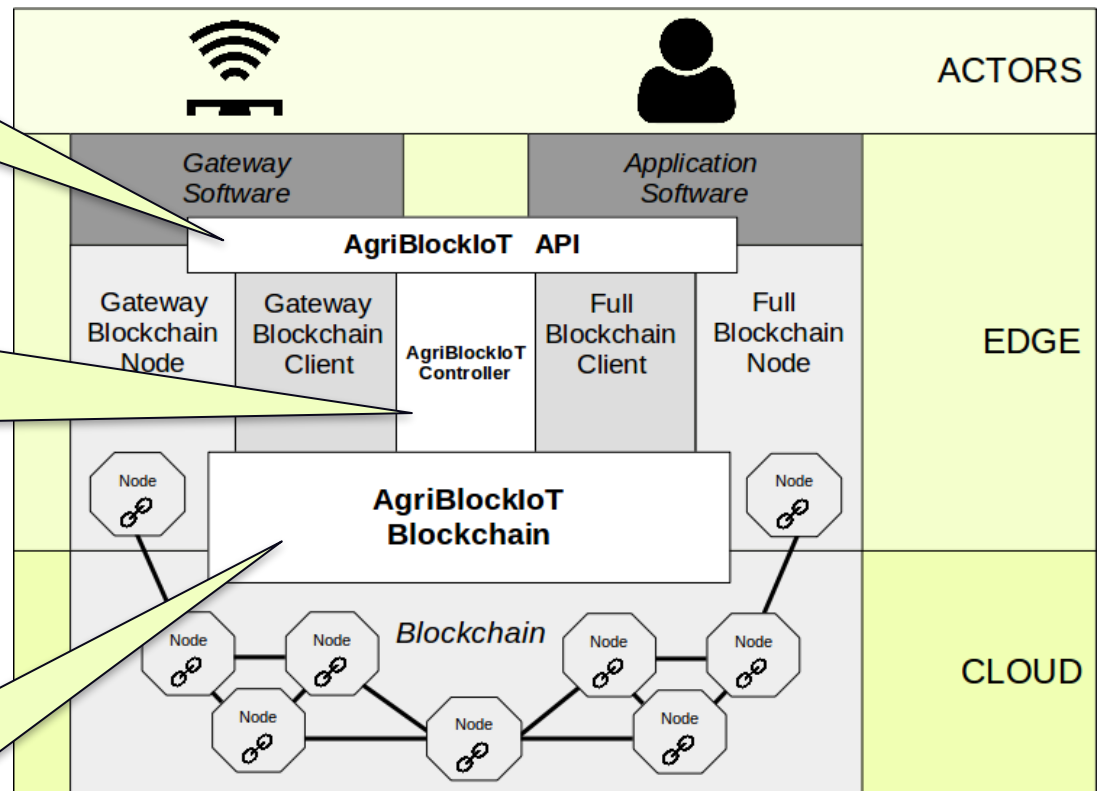 ACTORS
Gateway
Software
Application
Software
AgriBlockIoT API
Gateway
Blockchain
Node
Gateway
Blockchain
Client
AgriBlockIoT
Controller
Full
Blockchain
Client
Full
Blockchain
Node
EDGE
Node
Node
AgriBlockIoT
Blockchain
Node
Node
Blockchain
Node
Node
CLOUD
Node
Node
Node